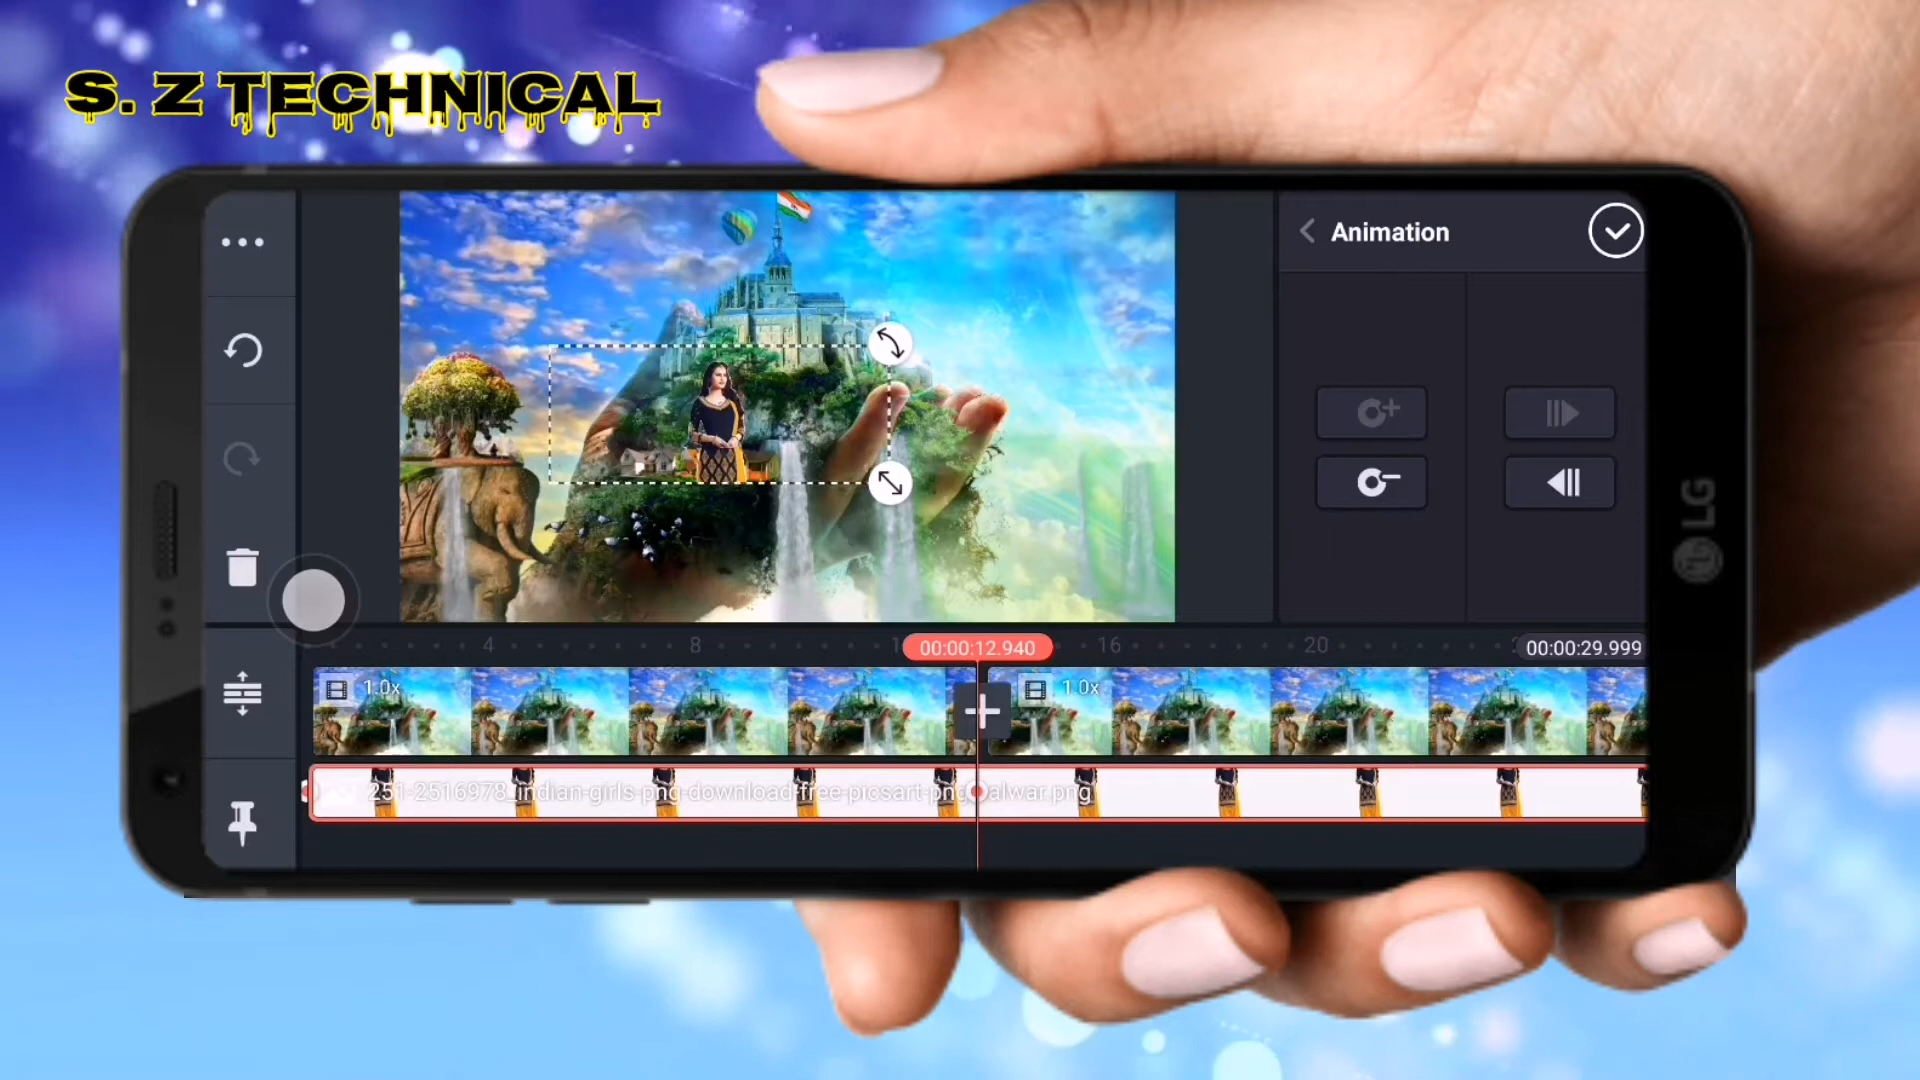 S. Z TECHNICAL
Animation
LG
4
8
00:00:12.940
16
20
00:00:29.999
1.0x
1.0x
251-2516978_indian-girls-png-download-free-picsart-png alwar.png